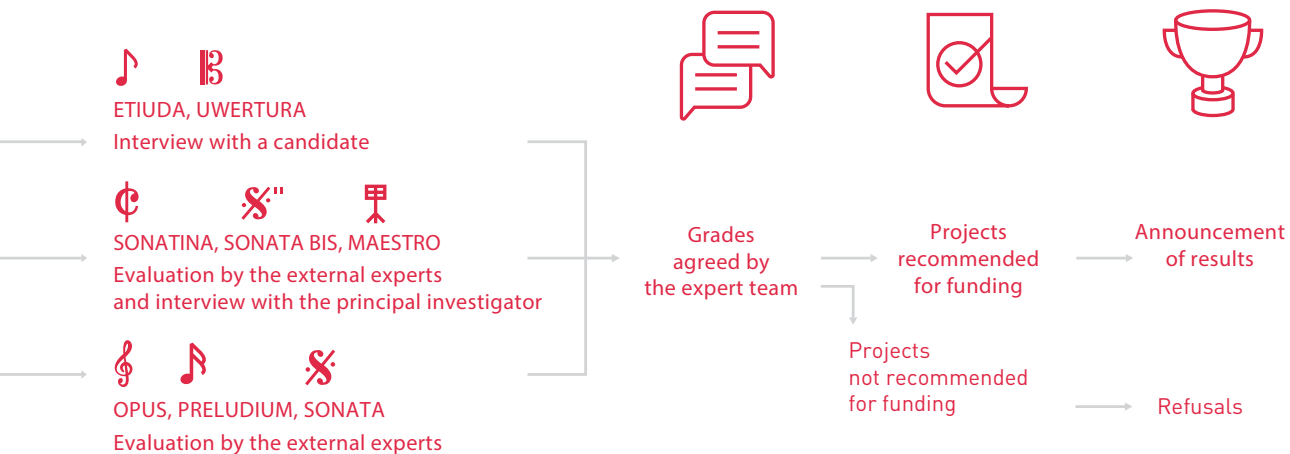 ETIUDA, UWERTURA
Interview with a candidate
SONATINA, SONATA BIS, MAESTRO
Evaluation by the external experts
and interview with the principal investigator
OPUS, PRELUDIUM, SONATA
Evaluation by the external experts
Grades
agreed by
the expert team
Projects
recommended
for funding
Announcement
of results
Projects
not recommended
for funding
Refusals